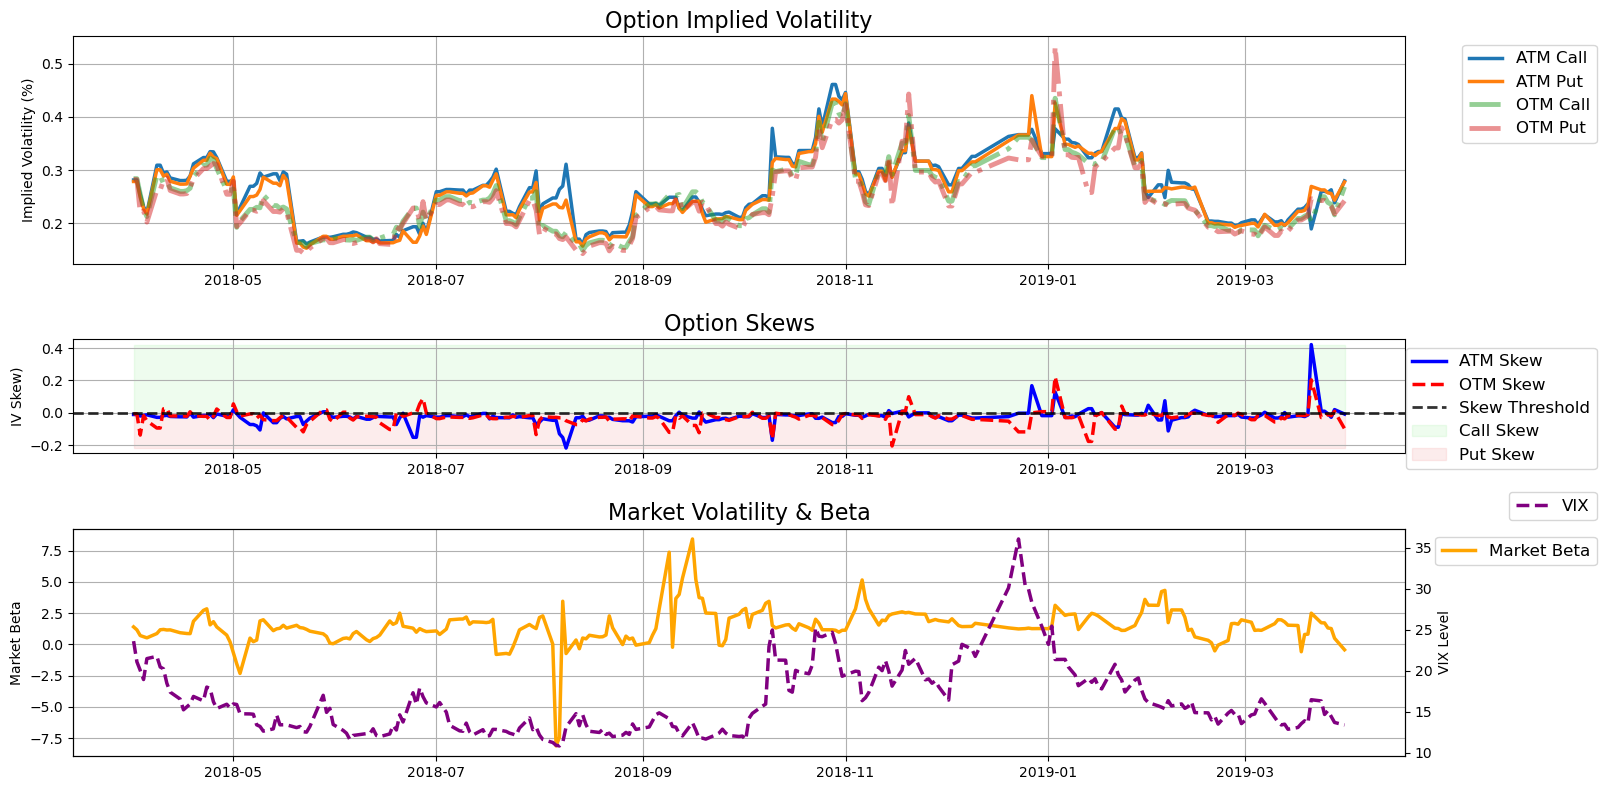 Option Implied Volatility
Implied Volatility (%)
0.5
0.4
0.3
0.2
2018-05
2018-07
2018-09
2018-11
2019-01
2019-03
ATM Call
ATM Put
OTM Call
OTM Put
Option Skews
IV Skew)
0.4
0.2
0.0
−0.2
2018-05
2018-07
2018-09
2018-11
2019-01
2019-03
ATM Skew
OTM Skew
Skew Threshold
Call Skew
Put Skew
Market Volatility & Beta
Market Beta
7.5
5.0
2.5
0.0
−2.5
−5.0
−7.5
2018-05
2018-07
2018-09
2018-11
2019-01
2019-03
35
30
25
20
15
10
VIX Level
VIX
Market Beta